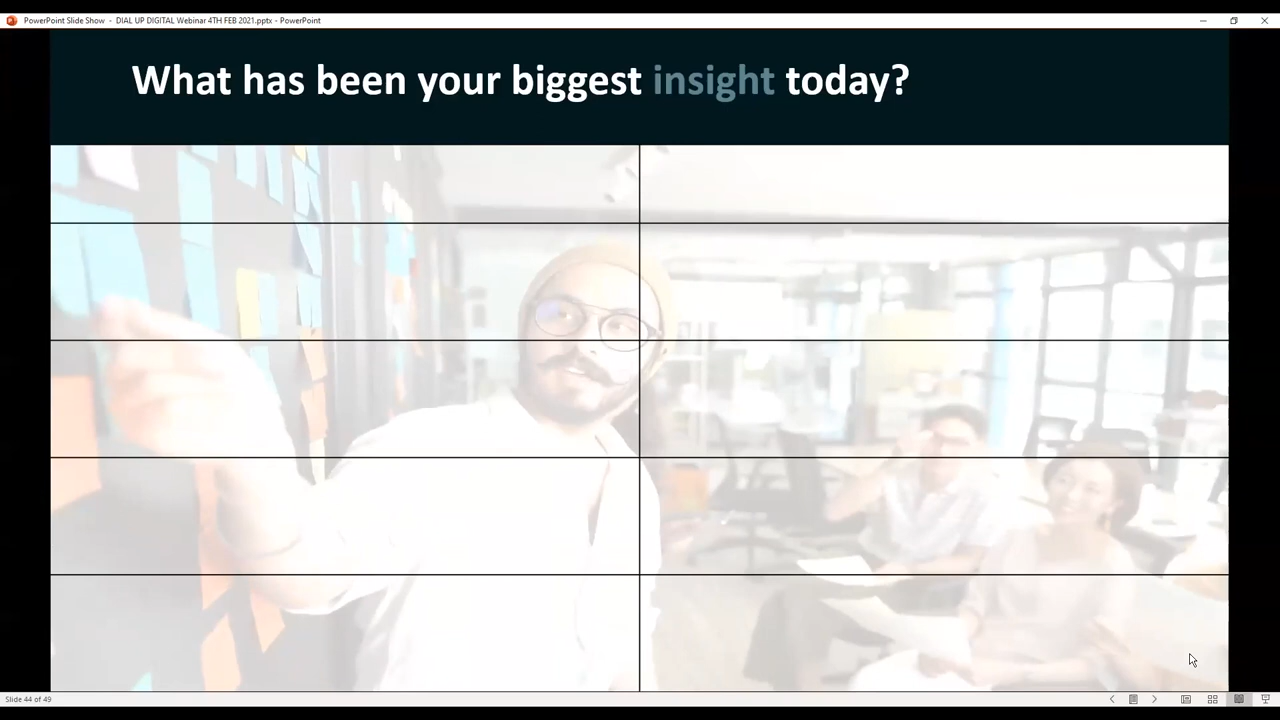 PowerPoint Slide Show - DIAL UP DIGITAL Webinar 4TH FEB 2021.pptx - PowerPoint
What has been your biggest insight today?
Slide 44 of 49